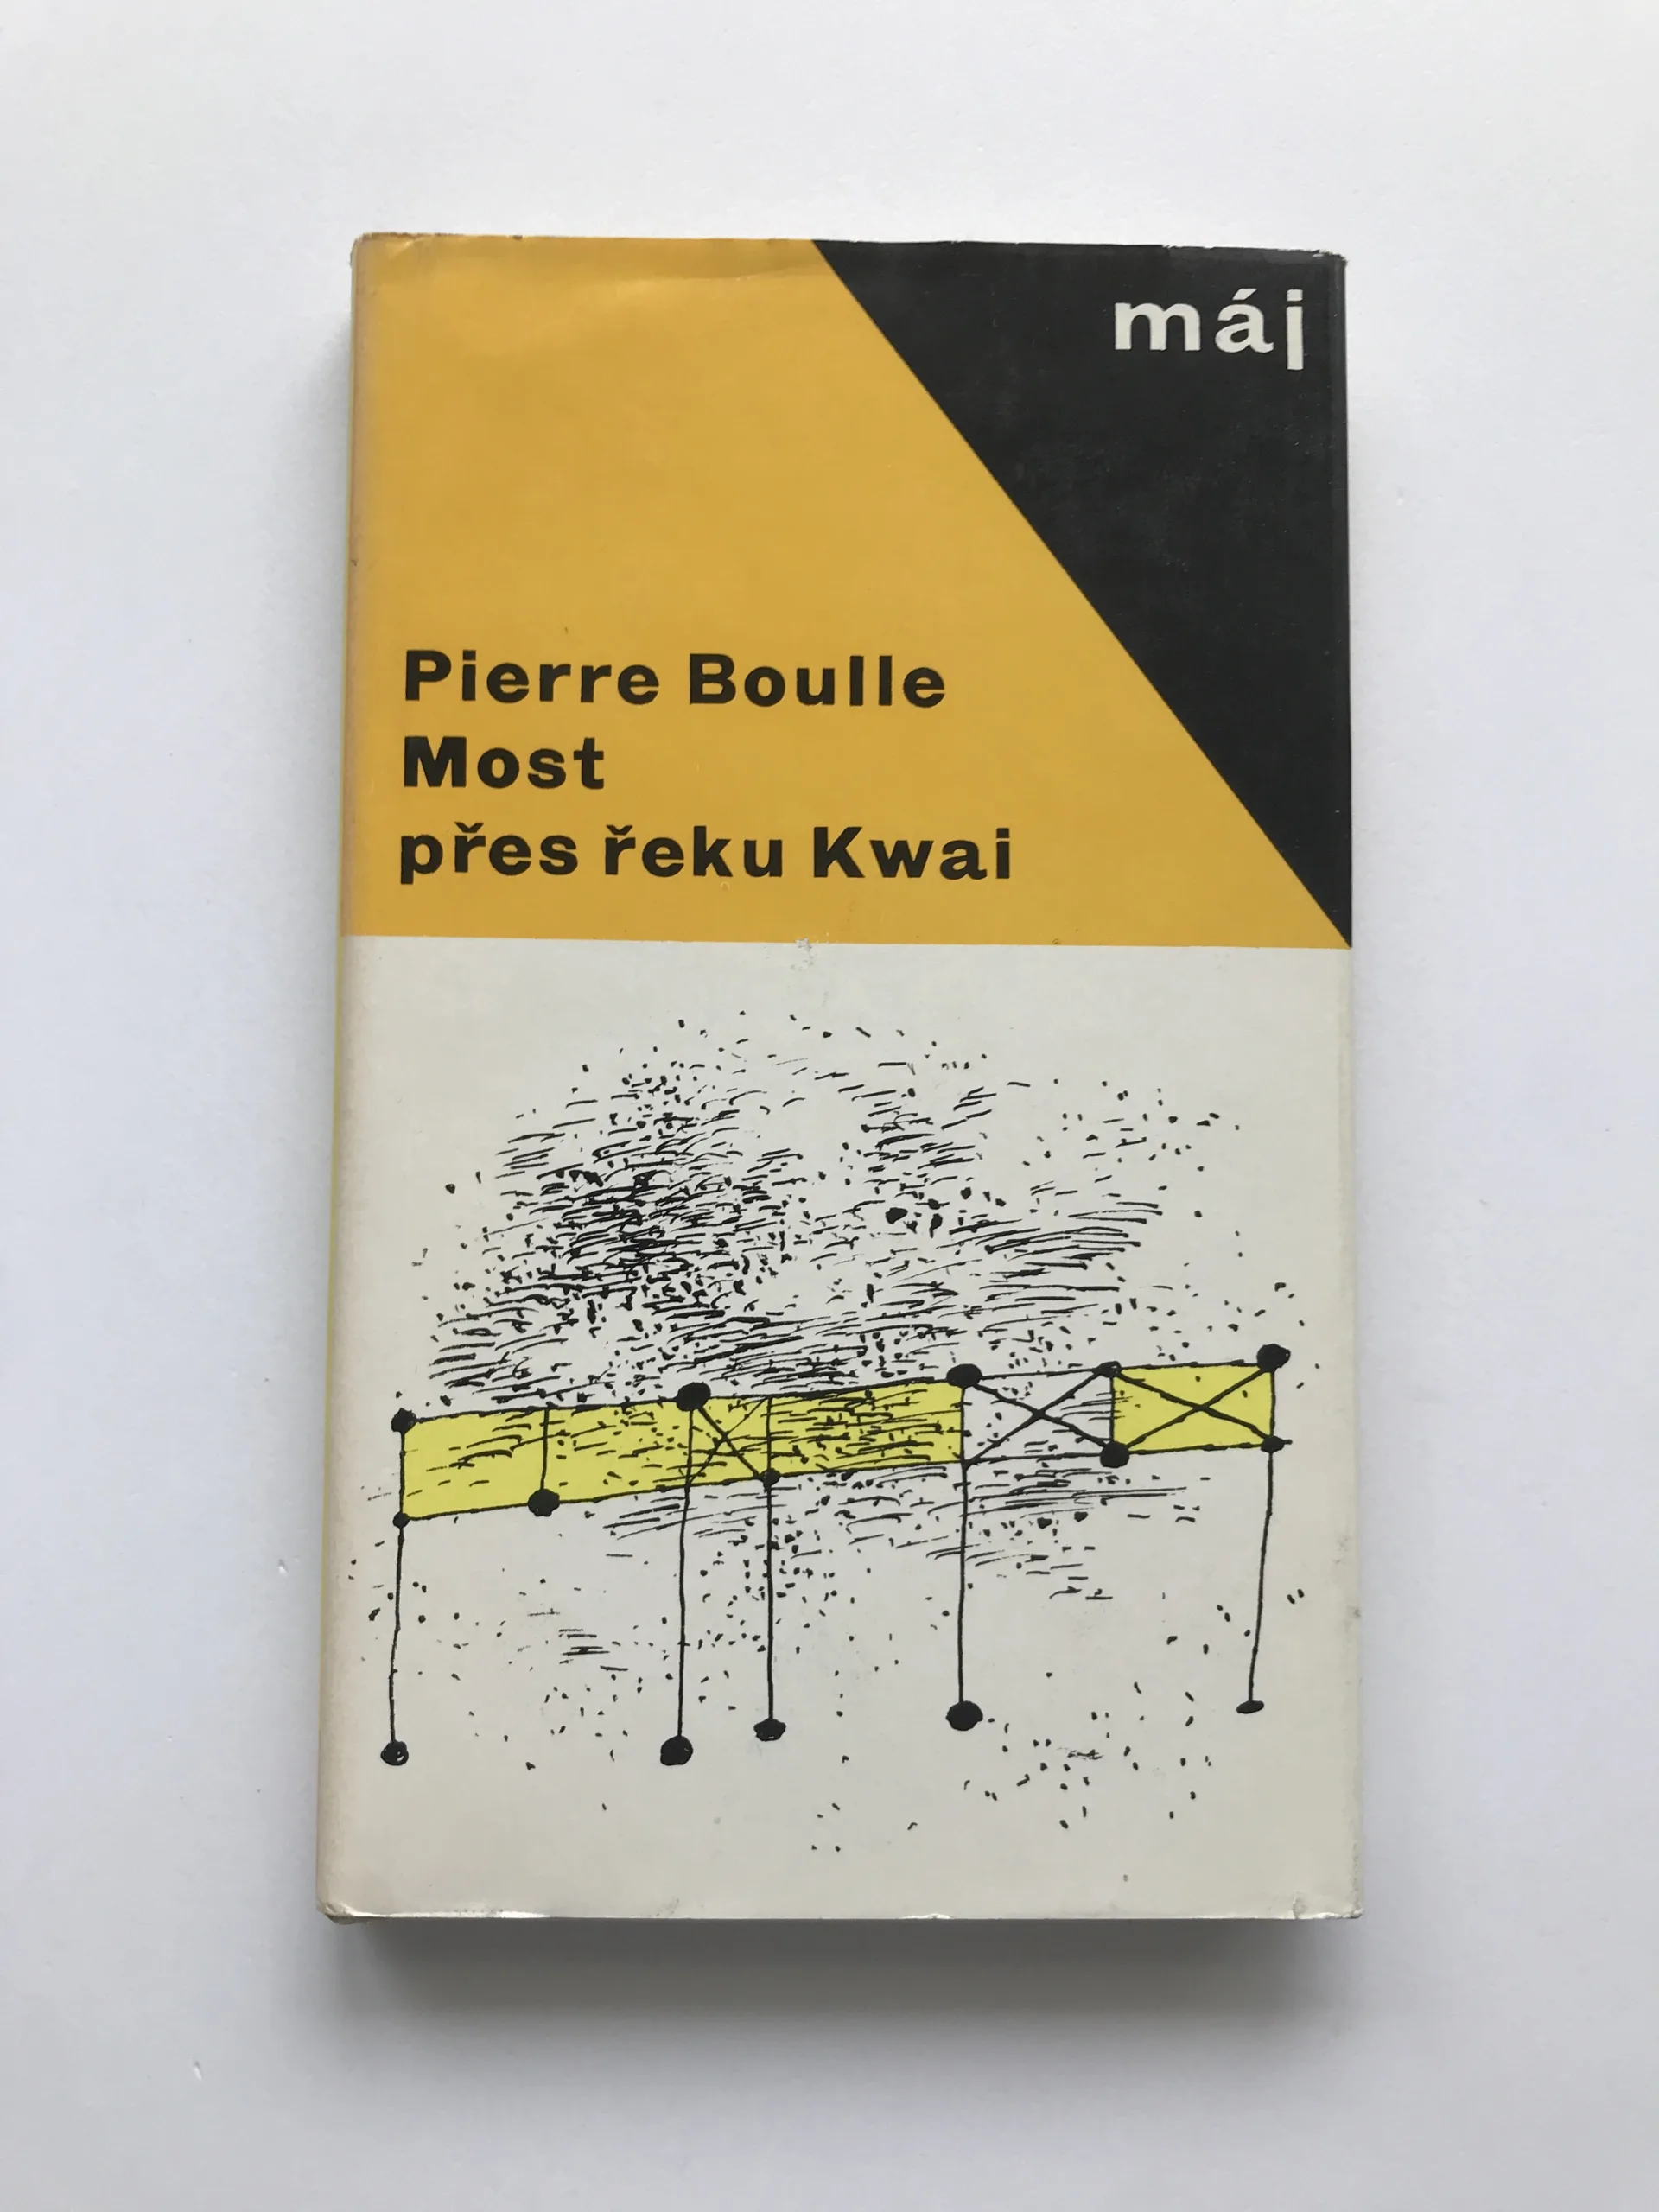 máj
Pierre Boulle
Most
přes řeku Kwai